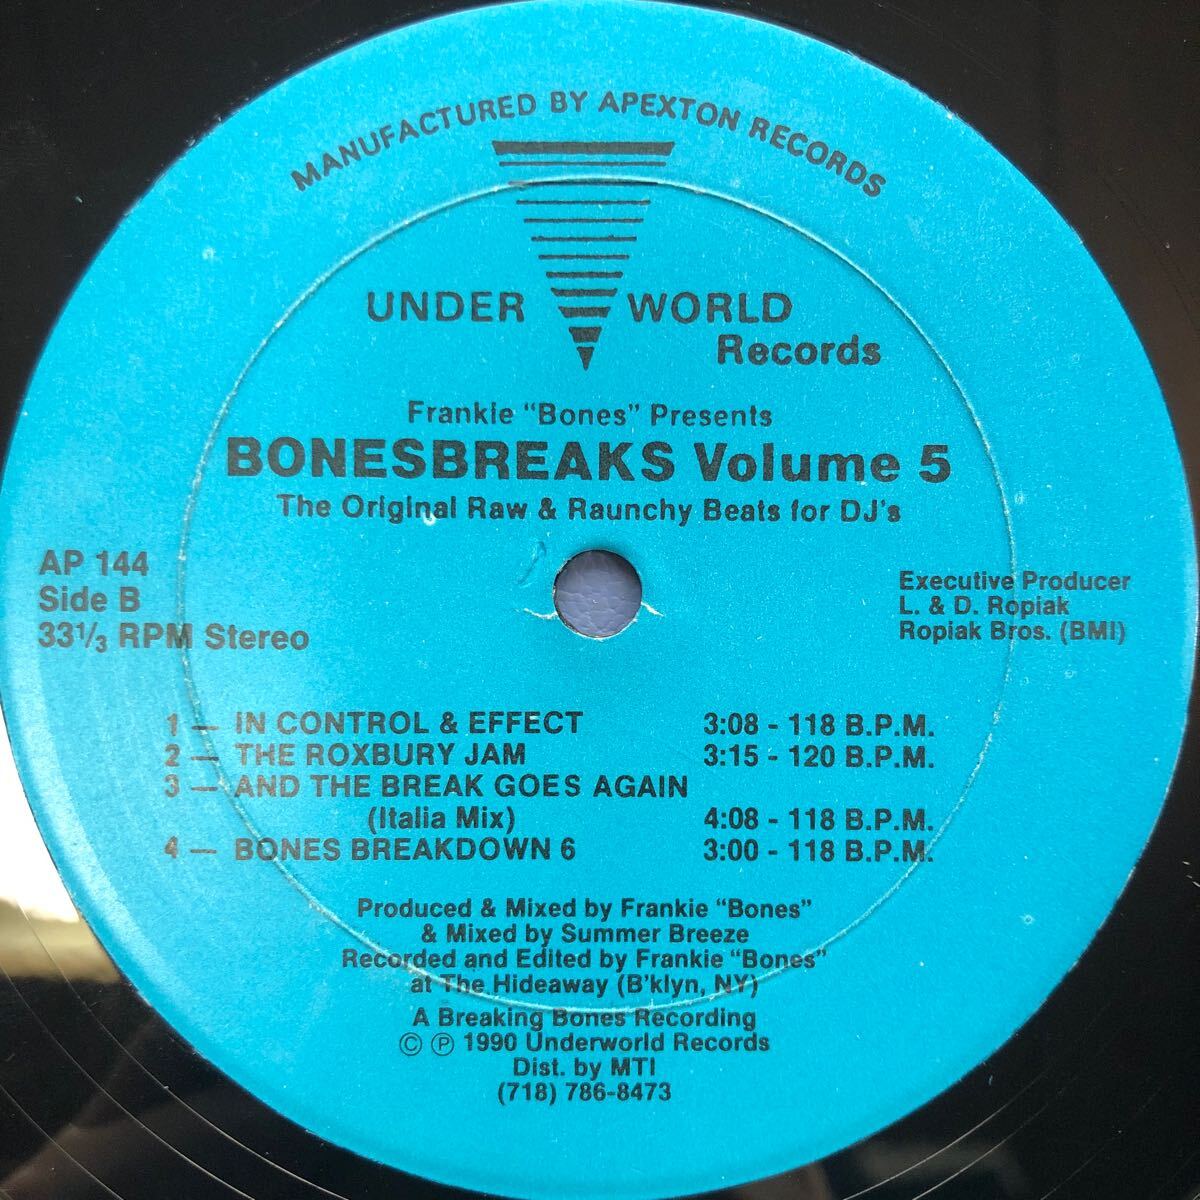 MANUFACTURED BY APEXTON RECORDS
UNDER WORLD
Records
Frankie "Bones" Presents
BONESBREAKS Volume 5
The Original Raw & Raunchy Beats for DJ's
AP 144
Side B
33 1/3 RPM Stereo
Executive Producer
L. & D. Ropiak
Ropiak Bros. (BMI)
1 — IN CONTROL & EFFECT 3:08 - 118 B.P.M.
2 — THE ROXBURY JAM 3:15 - 120 B.P.M.
3 — AND THE BREAK GOES AGAIN
(Italia Mix) 4:08 - 118 B.P.M.
4 — BONES BREAKDOWN 6 3:00 - 118 B.P.M.
Produced & Mixed by Frankie "Bones"
& Mixed by Summer Breeze
Recorded and Edited by Frankie "Bones"
at The Hideaway (B'klyn, NY)
A Breaking Bones Recording
© ℗ 1990 Underworld Records
Dist. by MTI
(718) 786-8473